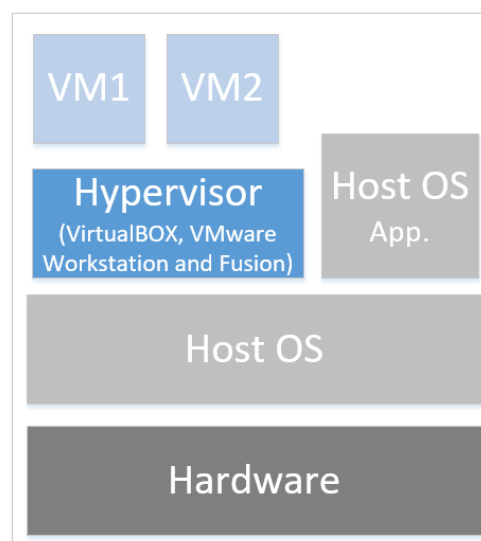 VM1
VM2
Hypervisor
(VirtualBOX, VMware
Workstation and Fusion)
Host OS
App.
Host OS
Hardware